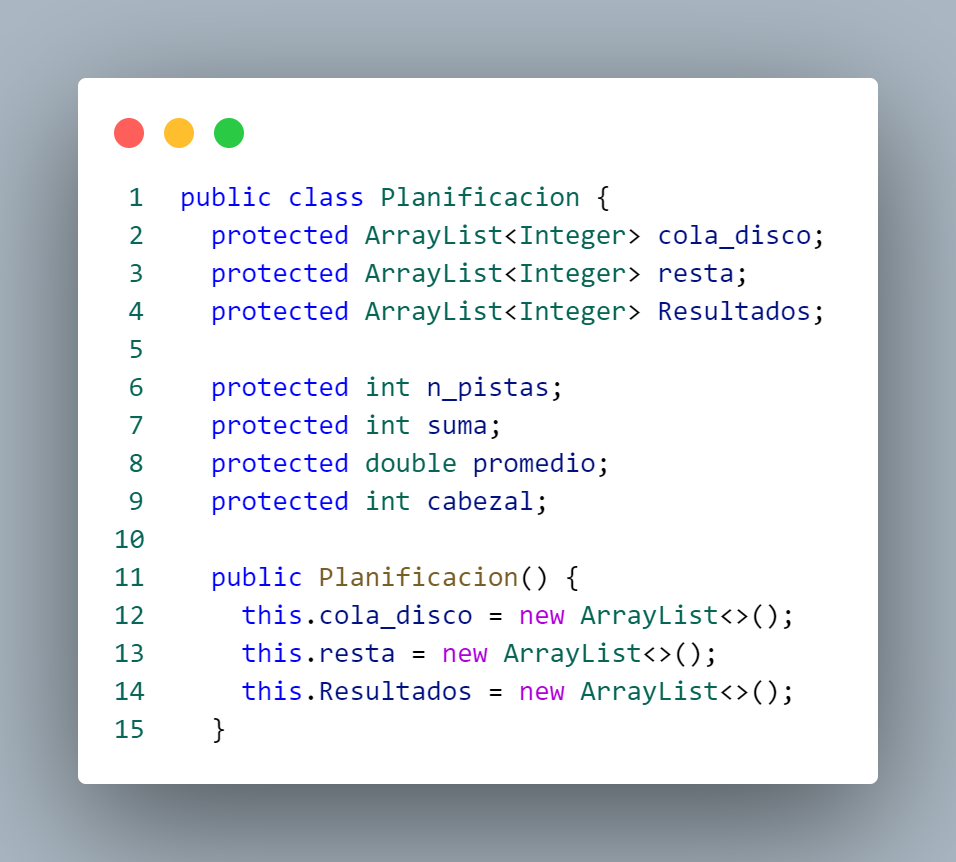 1 public class Planificacion {
2 protected ArrayList<Integer> cola_disco;
3 protected ArrayList<Integer> resta;
4 protected ArrayList<Integer> Resultados;
5
6 protected int n_pistas;
7 protected int suma;
8 protected double promedio;
9 protected int cabezal;
10
11 public Planificacion() {
12 this.cola_disco = new ArrayList<>();
13 this.resta = new ArrayList<>();
14 this.Resultados = new ArrayList<>();
15 }